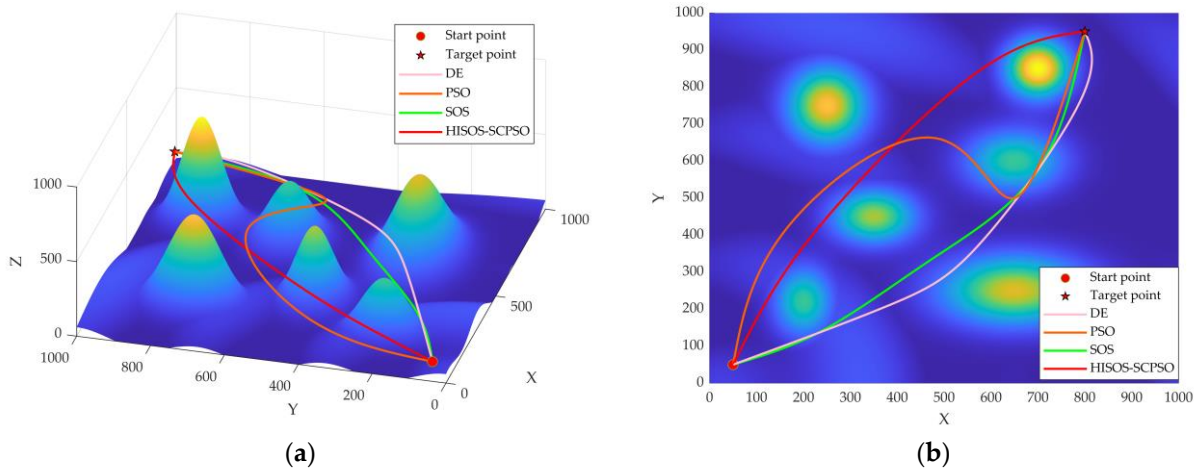 Start point
Target point
DE
PSO
SOS
HISOS-SCPSO
1000
500
0
Z
1000
800
600
400
200
0
Y
0
500
1000
X
(a)
1000
900
800
700
600
500
400
300
200
100
0
Y
0 100 200 300 400 500 600 700 800 900 1000
X
Start point
Target point
DE
PSO
SOS
HISOS-SCPSO
(b)